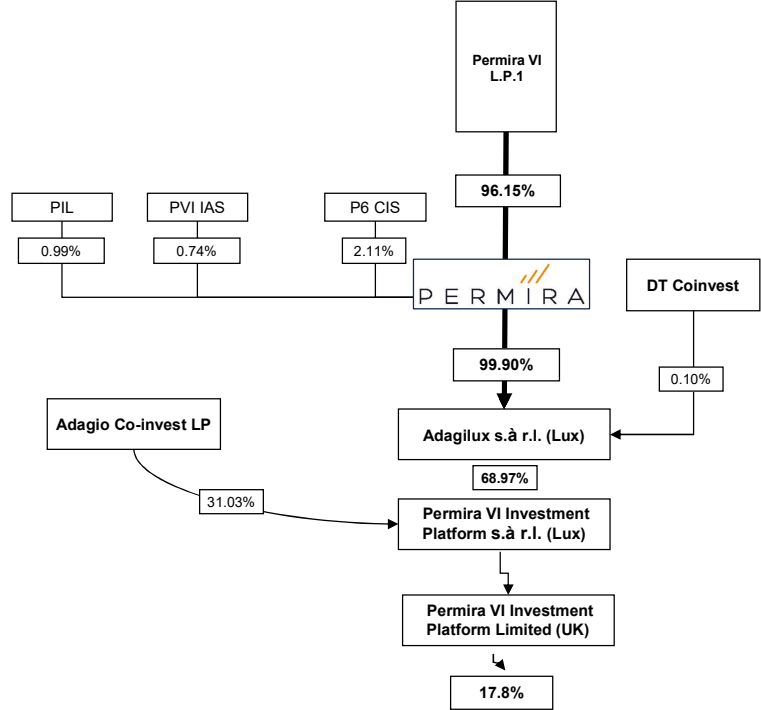 Permira VI
L.P.1
96.15%
PIL
PVI IAS
P6 CIS
0.99%
0.74%
2.11%
PERMIRA
DT Coinvest
99.90%
0.10%
Adagio Co-invest LP
Adagilux s.à r.l. (Lux)
68.97%
31.03%
Permira VI Investment
Platform s.à r.l. (Lux)
Permira VI Investment
Platform Limited (UK)
17.8%